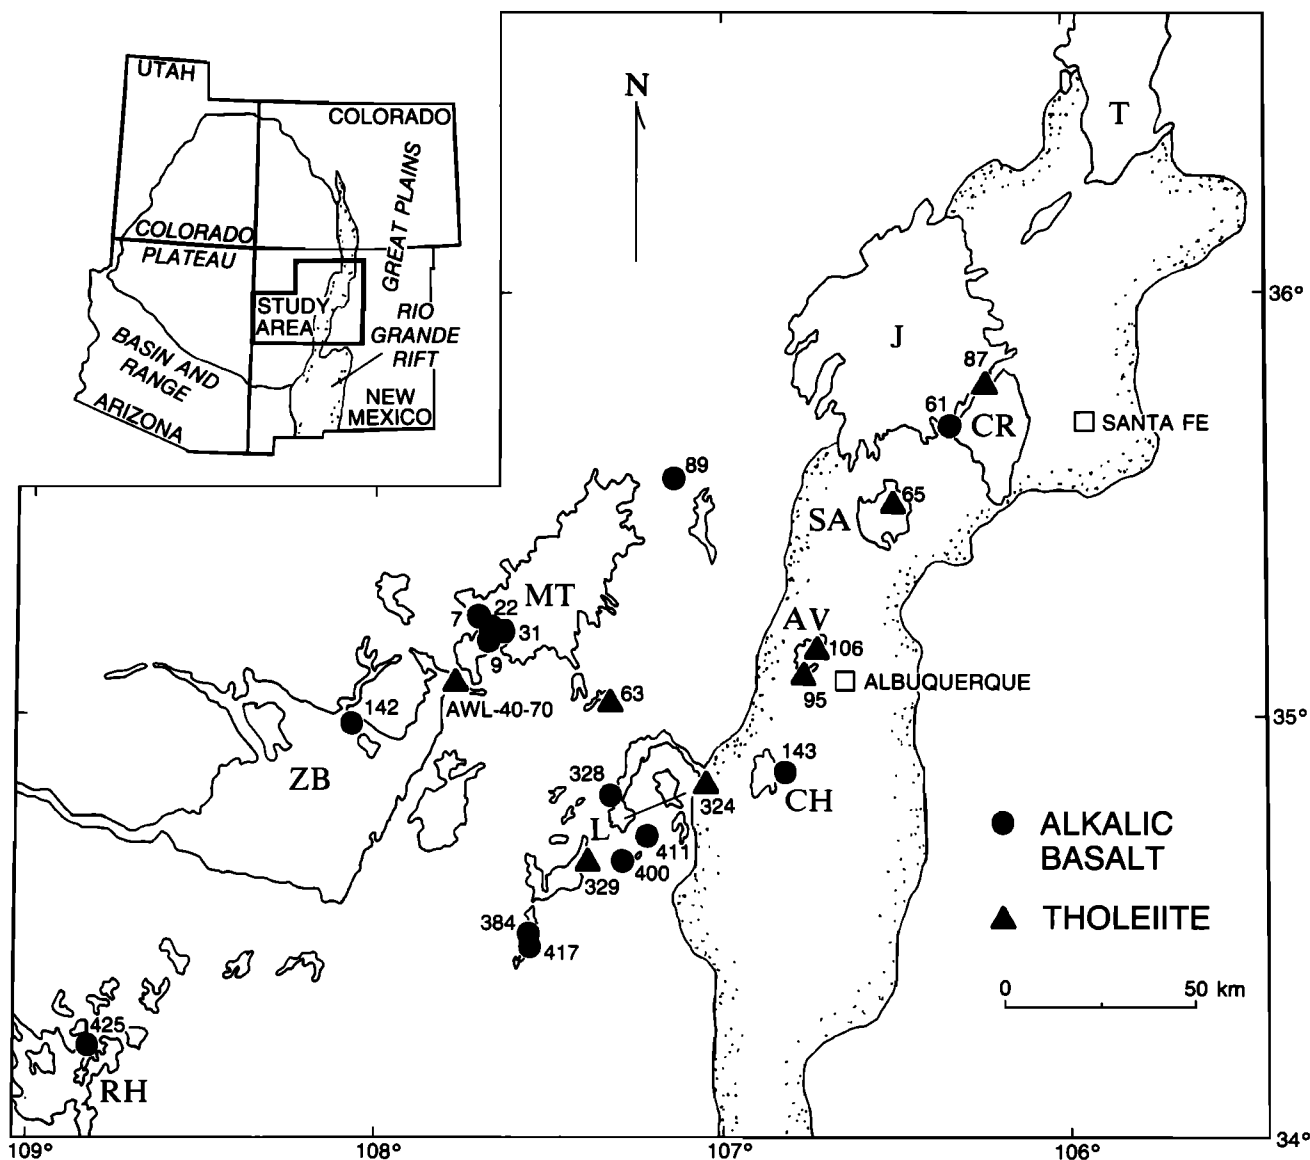 UTAH
COLORADO
COLORADO
PLATEAU
GREAT PLAINS
STUDY
AREA
RIO
GRANDE
RIFT
BASIN AND
RANGE
ARIZONA
NEW
MEXICO
N
T
36°
J
87
61
CR
SANTA FE
89
65
SA
MT
7
22
31
9
AV
106
95
ALBUQUERQUE
63
AWL-40-70
142
35°
ZB
143
CH
328
324
L
411
400
329
384
417
ALKALIC
BASALT
THOLEIITE
0 50 km
425
RH
109°
108°
107°
106°
34°